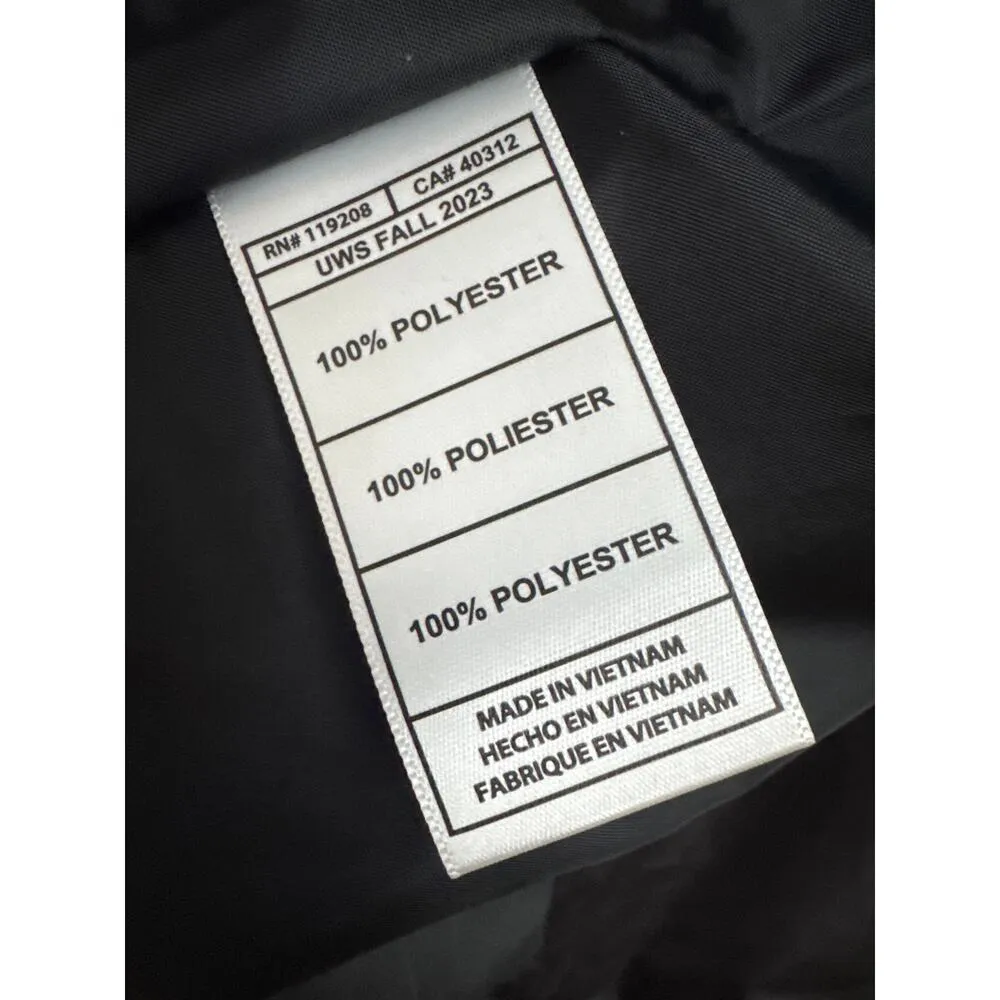 RN# 119208 CA# 40312
UWS FALL 2023
100% POLYESTER
100% POLIESTER
100% POLYESTER
MADE IN VIETNAM
HECHO EN VIETNAM
FABRIQUE EN VIETNAM